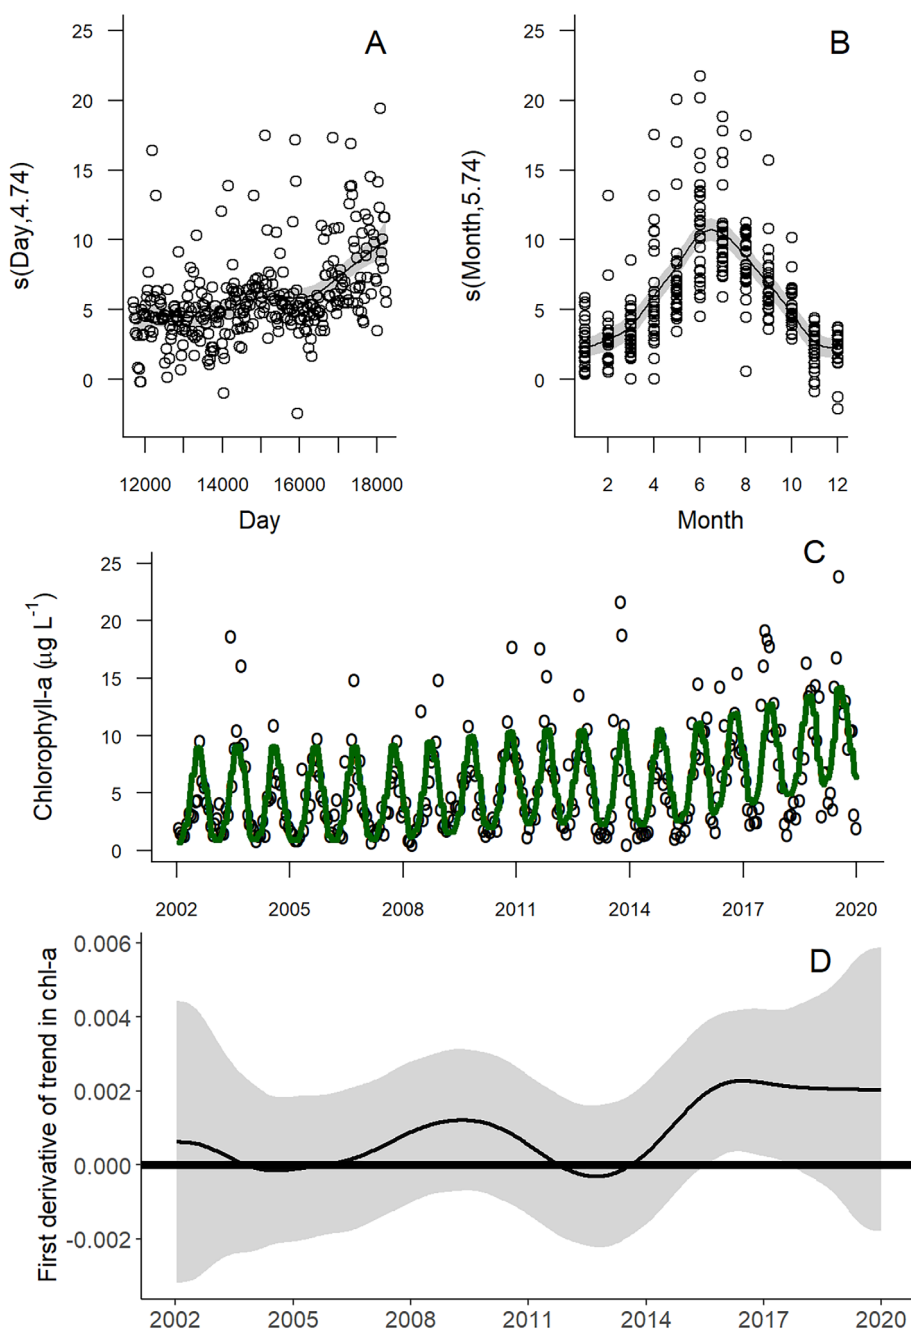 A
25
20
15
10
5
0
s(Day,4.74)
12000 14000 16000 18000
Day
B
25
20
15
10
5
0
s(Month,5.74)
2 4 6 8 10 12
Month
C
25
20
15
10
5
0
Chlorophyll-a (µg L⁻¹)
2002 2005 2008 2011 2014 2017 2020
D
0.006
0.004
0.002
0.000
-0.002
First derivative of trend in chl-a
2002 2005 2009 2011 2014 2017 2020